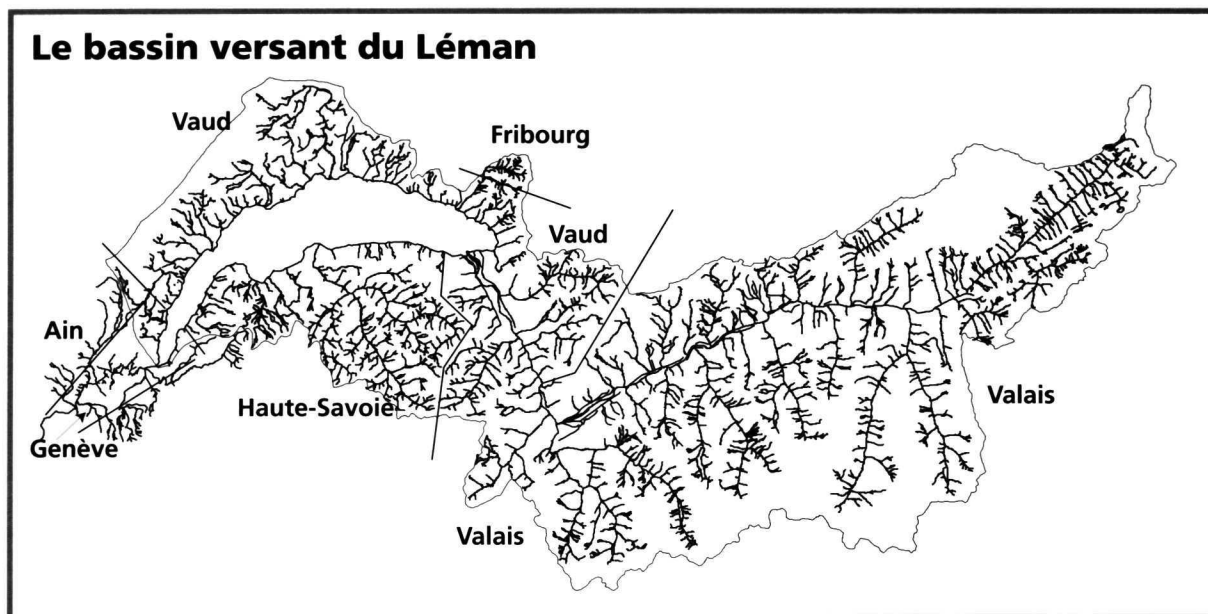 Le bassin versant du Léman
Vaud
Fribourg
Vaud
Ain
Valais
Haute-Savoie
Genève
Valais